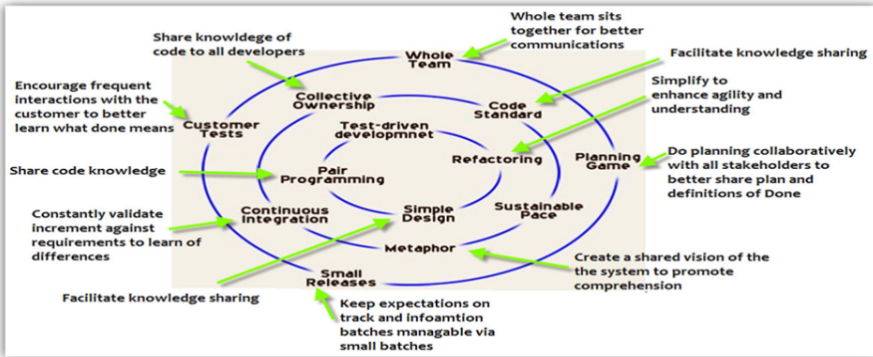 Whole team sits
together for better
communications
Share knowldege of
code to all developers
Whole
Team
Facilitate knowledge sharing
Encourage frequent
interactions with the
customer to better
learn what done means
Collective
Ownership
Code
Standard
Simplify to
enhance agility and
understanding
Customer
Tests
Test-driven
developmnet
Refactoring
Planning
Game
Do planning collaboratively
with all stakeholders to
better share plan and
definitions of Done
Share code knowledge
Pair
Programming
Constantly validate
increment against
requirements to learn of
differences
Continuous
Integration
Simple
Design
Sustainable
Pace
Metaphor
Create a shared vision of the
the system to promote
comprehension
Small
Releases
Facilitate knowledge sharing
Keep expectations on
track and infoamtion
batches managable via
small batches